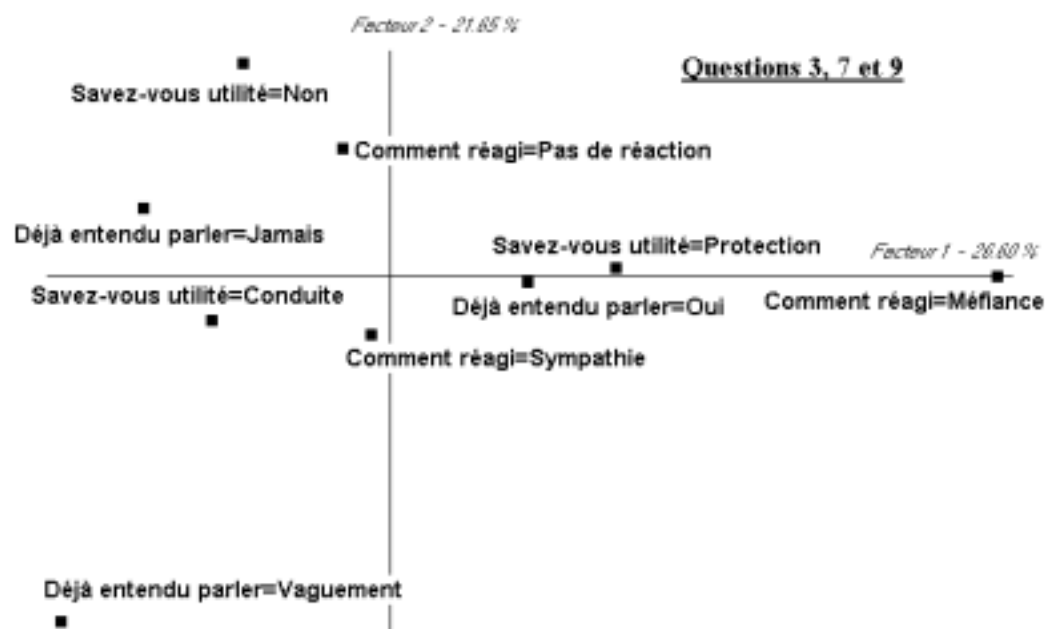 Facteur 2 - 21.65 %
Questions 3, 7 et 9
Savez-vous utilité=Non
Comment réagi=Pas de réaction
Déjà entendu parler=Jamais
Savez-vous utilité=Protection
Facteur 1 - 26.60 %
Savez-vous utilité=Conduite
Déjà entendu parler=Oui
Comment réagi=Méfiance
Comment réagi=Sympathie
Déjà entendu parler=Vaguement